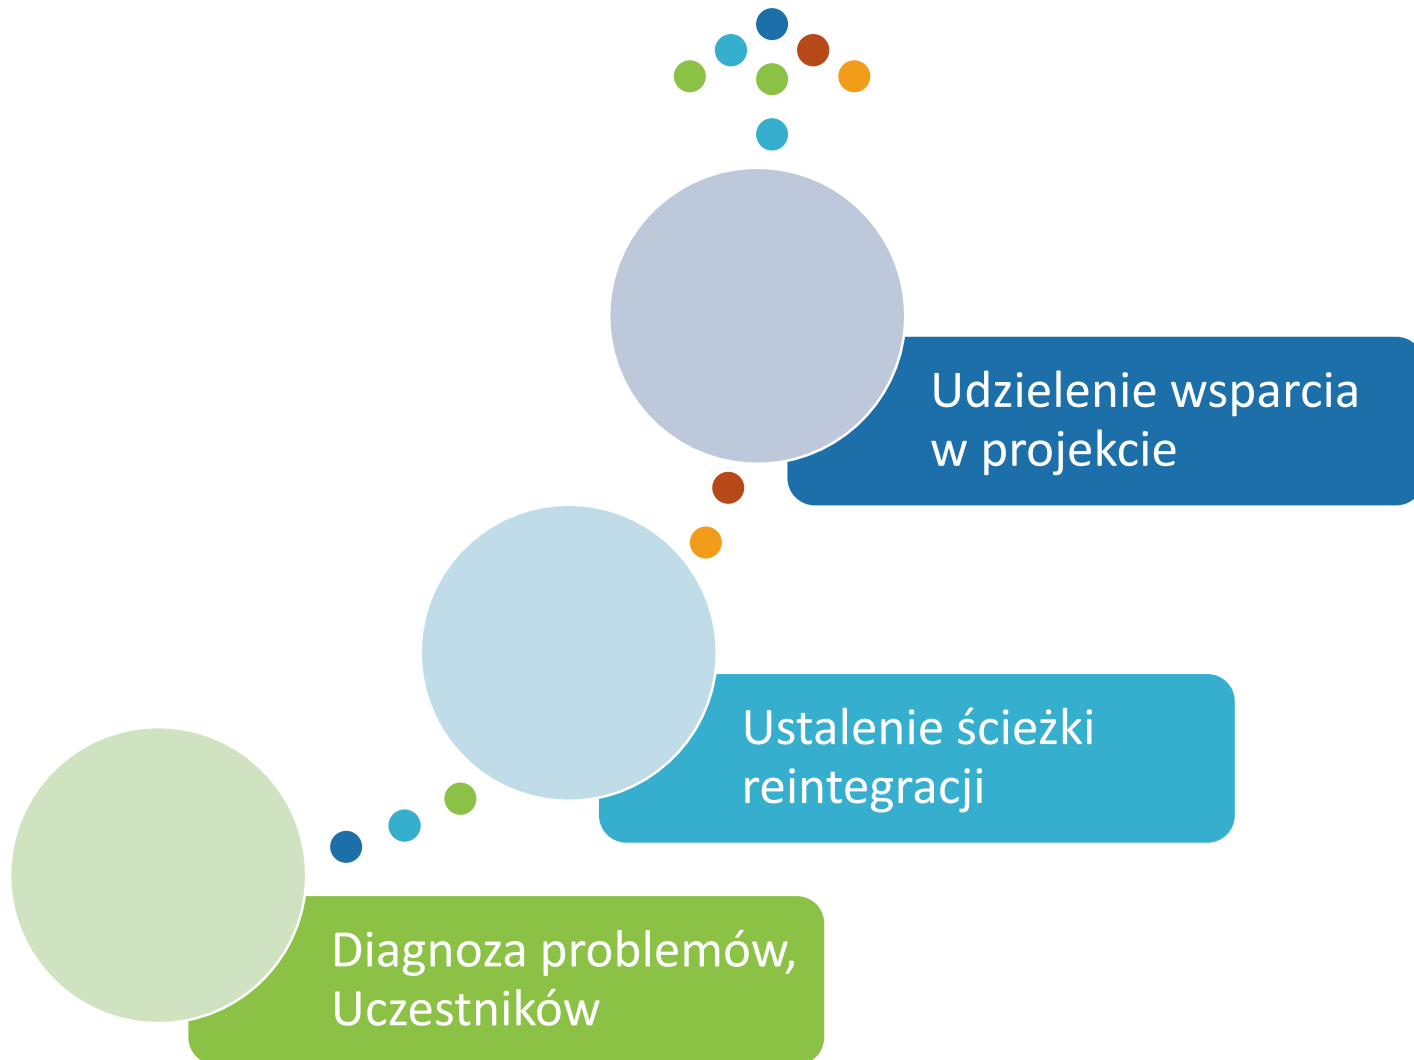 Udzielenie wsparcia
w projekcie
Ustalenie ścieżki
reintegracji
Diagnoza problemów,
Uczestników